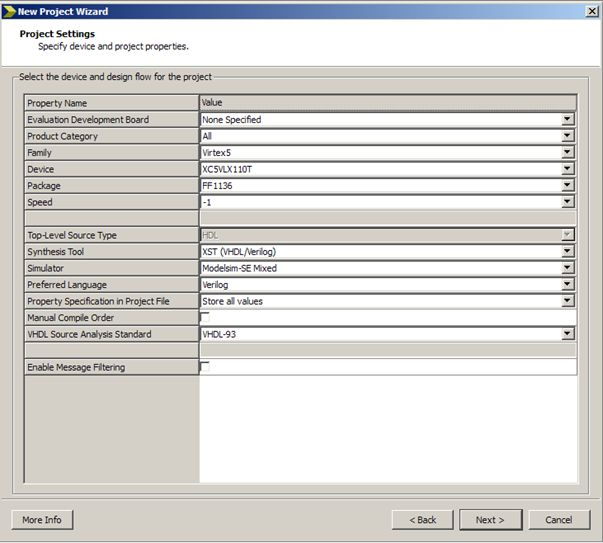 New Project Wizard
Project Settings
Specify device and project properties.
Select the device and design flow for the project
Property Name Value
Evaluation Development Board None Specified
Product Category All
Family Virtex5
Device XC5VLX110T
Package FF1136
Speed -1
Top-Level Source Type HDL
Synthesis Tool XST (VHDL/Verilog)
Simulator Modelsim-SE Mixed
Preferred Language Verilog
Property Specification in Project File Store all values
Manual Compile Order
VHDL Source Analysis Standard VHDL-93
Enable Message Filtering
More Info < Back Next > Cancel